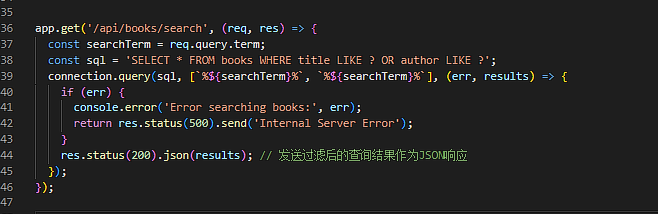 35
36 app.get('/api/books/search', (req, res) => {
37 const searchTerm = req.query.term;
38 const sql = 'SELECT * FROM books WHERE title LIKE ? OR author LIKE ?';
39 connection.query(sql, [`%${searchTerm}%`, `%${searchTerm}%`], (err, results) => {
40 if (err) {
41 console.error('Error searching books:', err);
42 return res.status(500).send('Internal Server Error');
43 }
44 res.status(200).json(results); // 发送过滤后的查询结果作为JSON响应
45 });
46 });
47